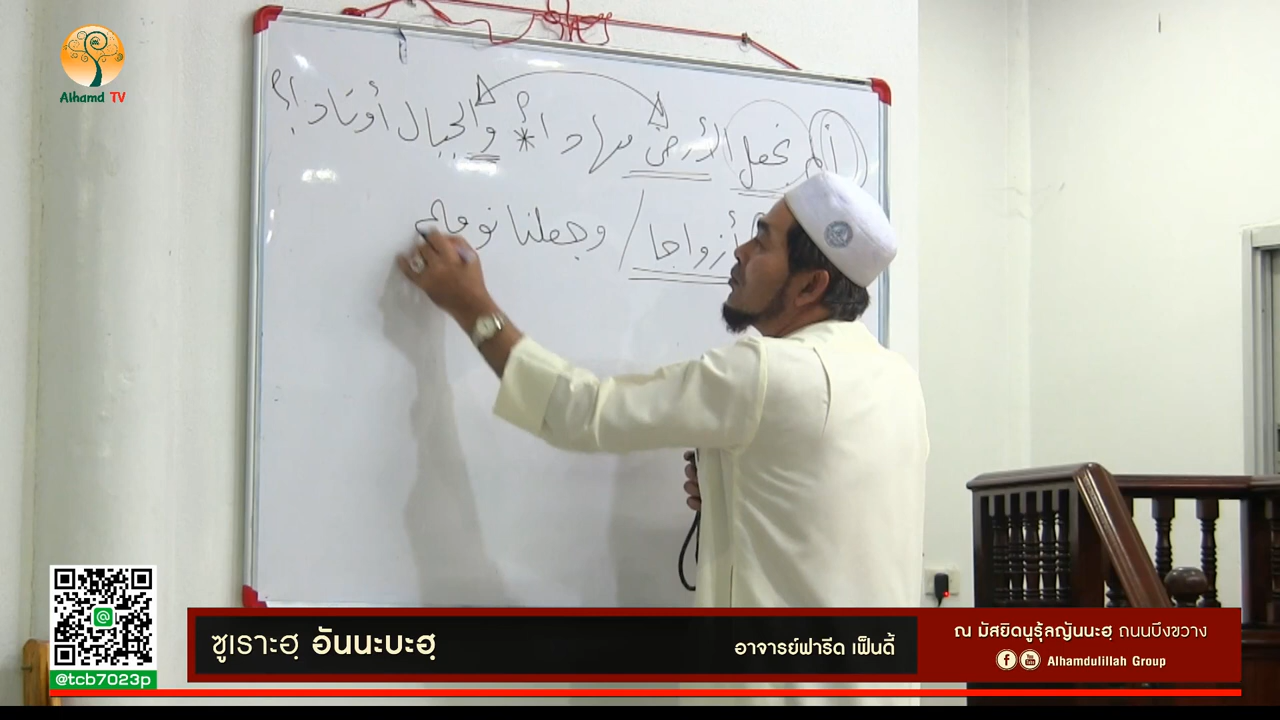 Alhamd TV
ألم نجعل الأرض مهادا * والجبال أوتادا؟
أزواجا / وجعلنا نومكم
@tcb7023p
ซูเราะฮฺ อันนะบะฮฺ
อาจารย์ฟารีด เฟ็นดี้
ณ มัสยิดนูรุ้ลญันนะฮฺ ถนนบึงขวาง
Alhamdulillah Group